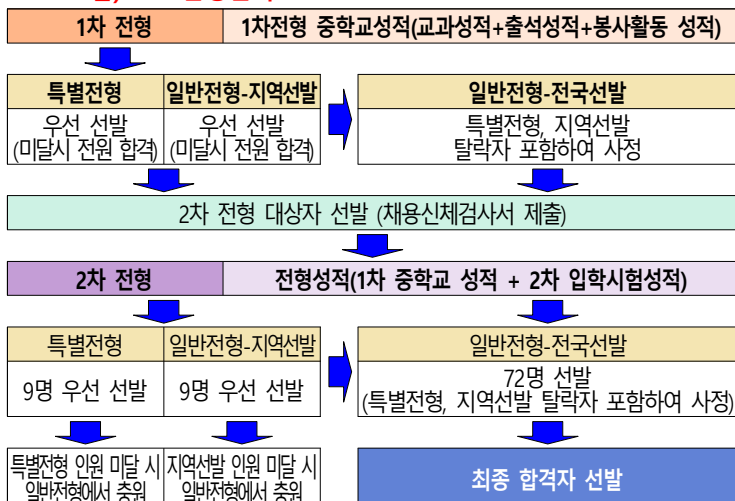 1차 전형
1차전형 중학교성적(교과성적+출석성적+봉사활동 성적)
특별전형
일반전형-지역선발
일반전형-전국선발
우선 선발
(미달시 전원 합격)
우선 선발
(미달시 전원 합격)
특별전형, 지역선발
탈락자 포함하여 사정
2차 전형 대상자 선발 (채용신체검사서 제출)
2차 전형
전형성적(1차 중학교 성적 + 2차 입학시험성적)
특별전형
일반전형-지역선발
일반전형-전국선발
9명 우선 선발
9명 우선 선발
72명 선발
(특별전형, 지역선발 탈락자 포함하여 사정)
특별전형 인원 미달 시
일반전형에서 충원
지역선발 인원 미달 시
일반전형에서 충원
최종 합격자 선발